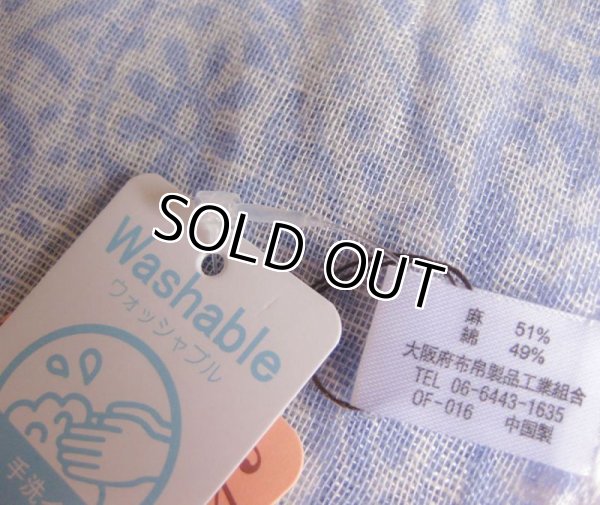 SOLD OUT
Washable
ウォッシャブル
手洗
麻 51%
綿 49%
大阪府布帛製品工業組合
TEL 06-6443-1635
OF-016 中国製